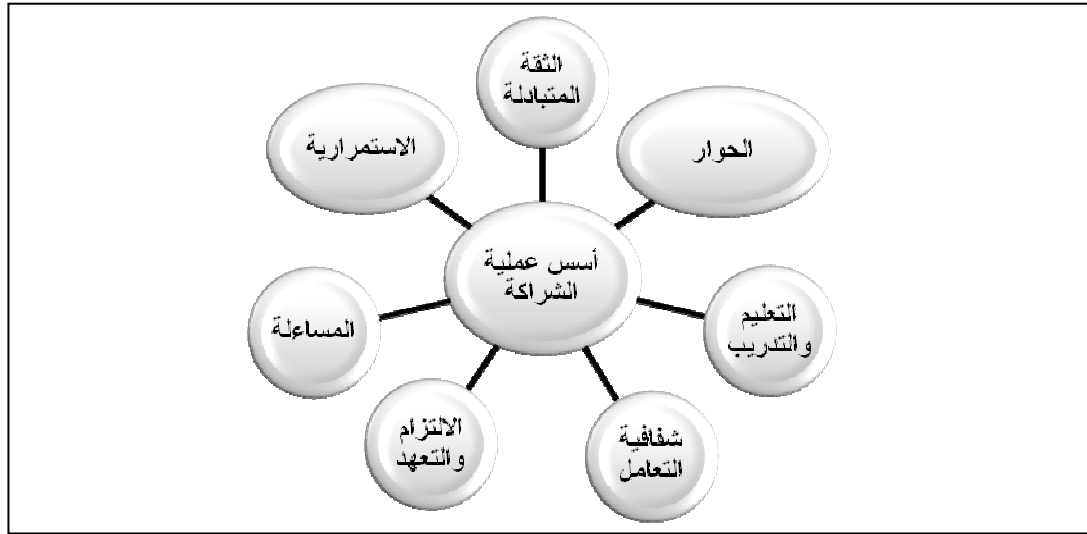 الثقة
المتبادلة
الحوار
الاستمرارية
أسس عملية
الشراكة
التعليم
والتدريب
المساءلة
شفافية
التعامل
الالتزام
والتعهد